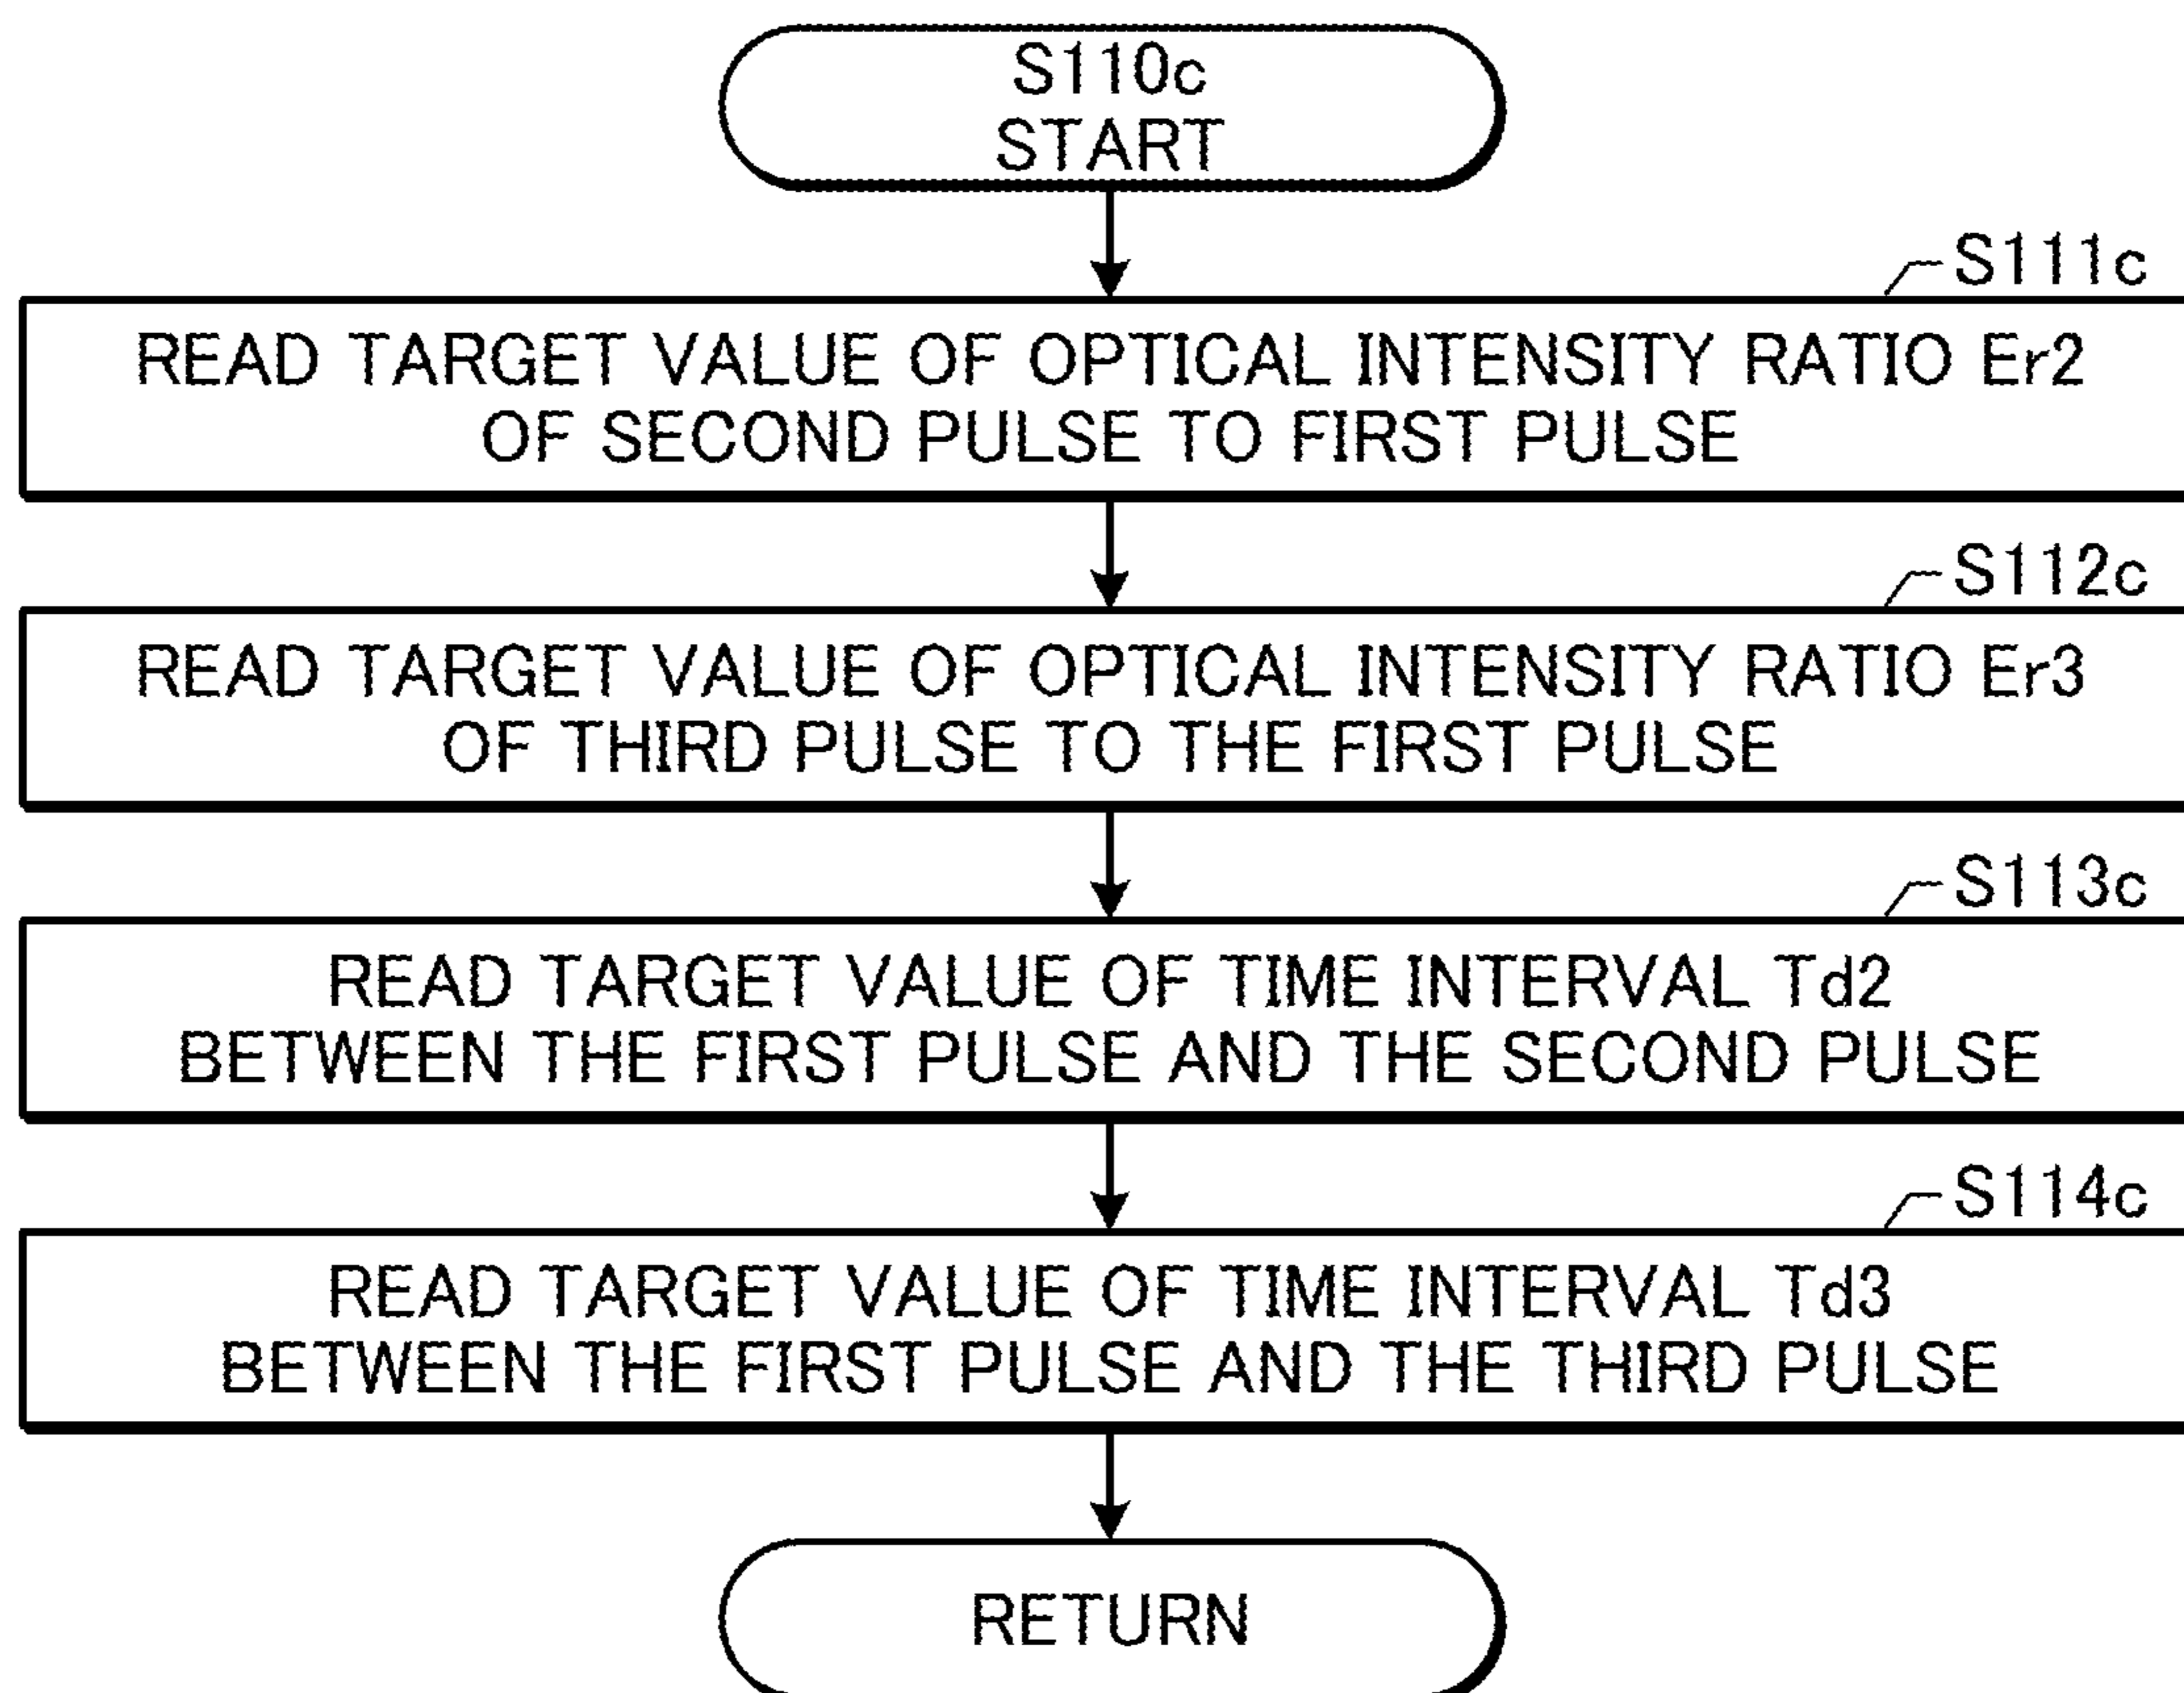 S110c
START
S111c
READ TARGET VALUE OF OPTICAL INTENSITY RATIO Er2
OF SECOND PULSE TO FIRST PULSE
S112c
READ TARGET VALUE OF OPTICAL INTENSITY RATIO Er3
OF THIRD PULSE TO THE FIRST PULSE
S113c
READ TARGET VALUE OF TIME INTERVAL Td2
BETWEEN THE FIRST PULSE AND THE SECOND PULSE
S114c
READ TARGET VALUE OF TIME INTERVAL Td3
BETWEEN THE FIRST PULSE AND THE THIRD PULSE
RETURN